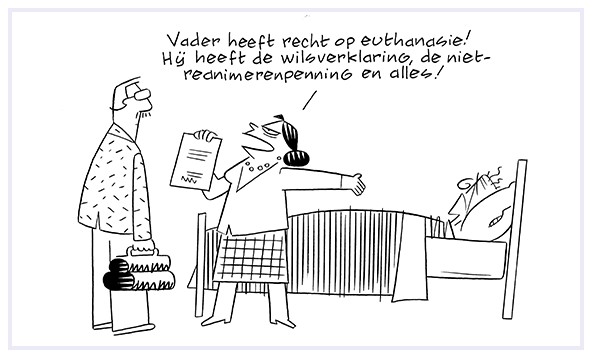 Vader heeft recht op euthanasie!
Hij heeft de wilsverklaring, de niet-
reanimerenpenning en alles!